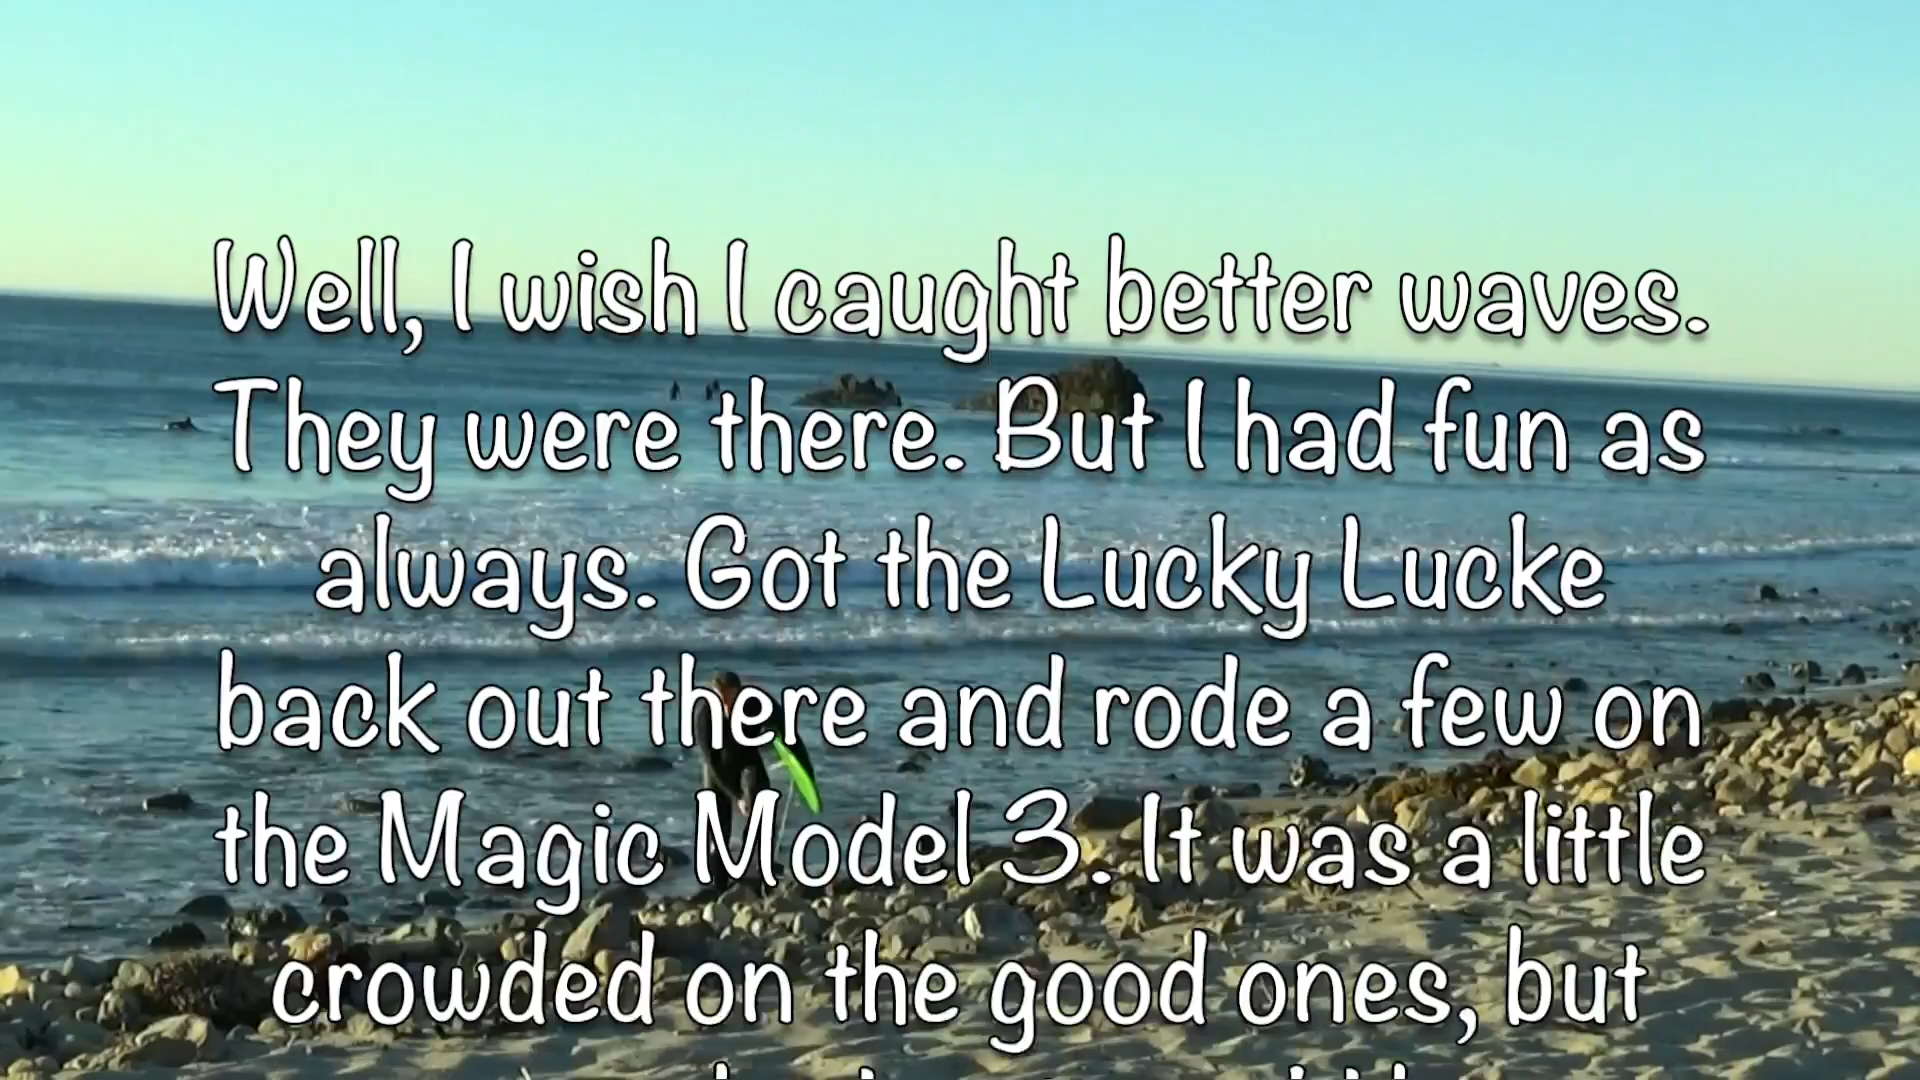 Well, I wish I caught better waves.
They were there. But I had fun as
always. Got the Lucky Lucke
back out there and rode a few on
the Magic Model 3. It was a little
crowded on the good ones, but